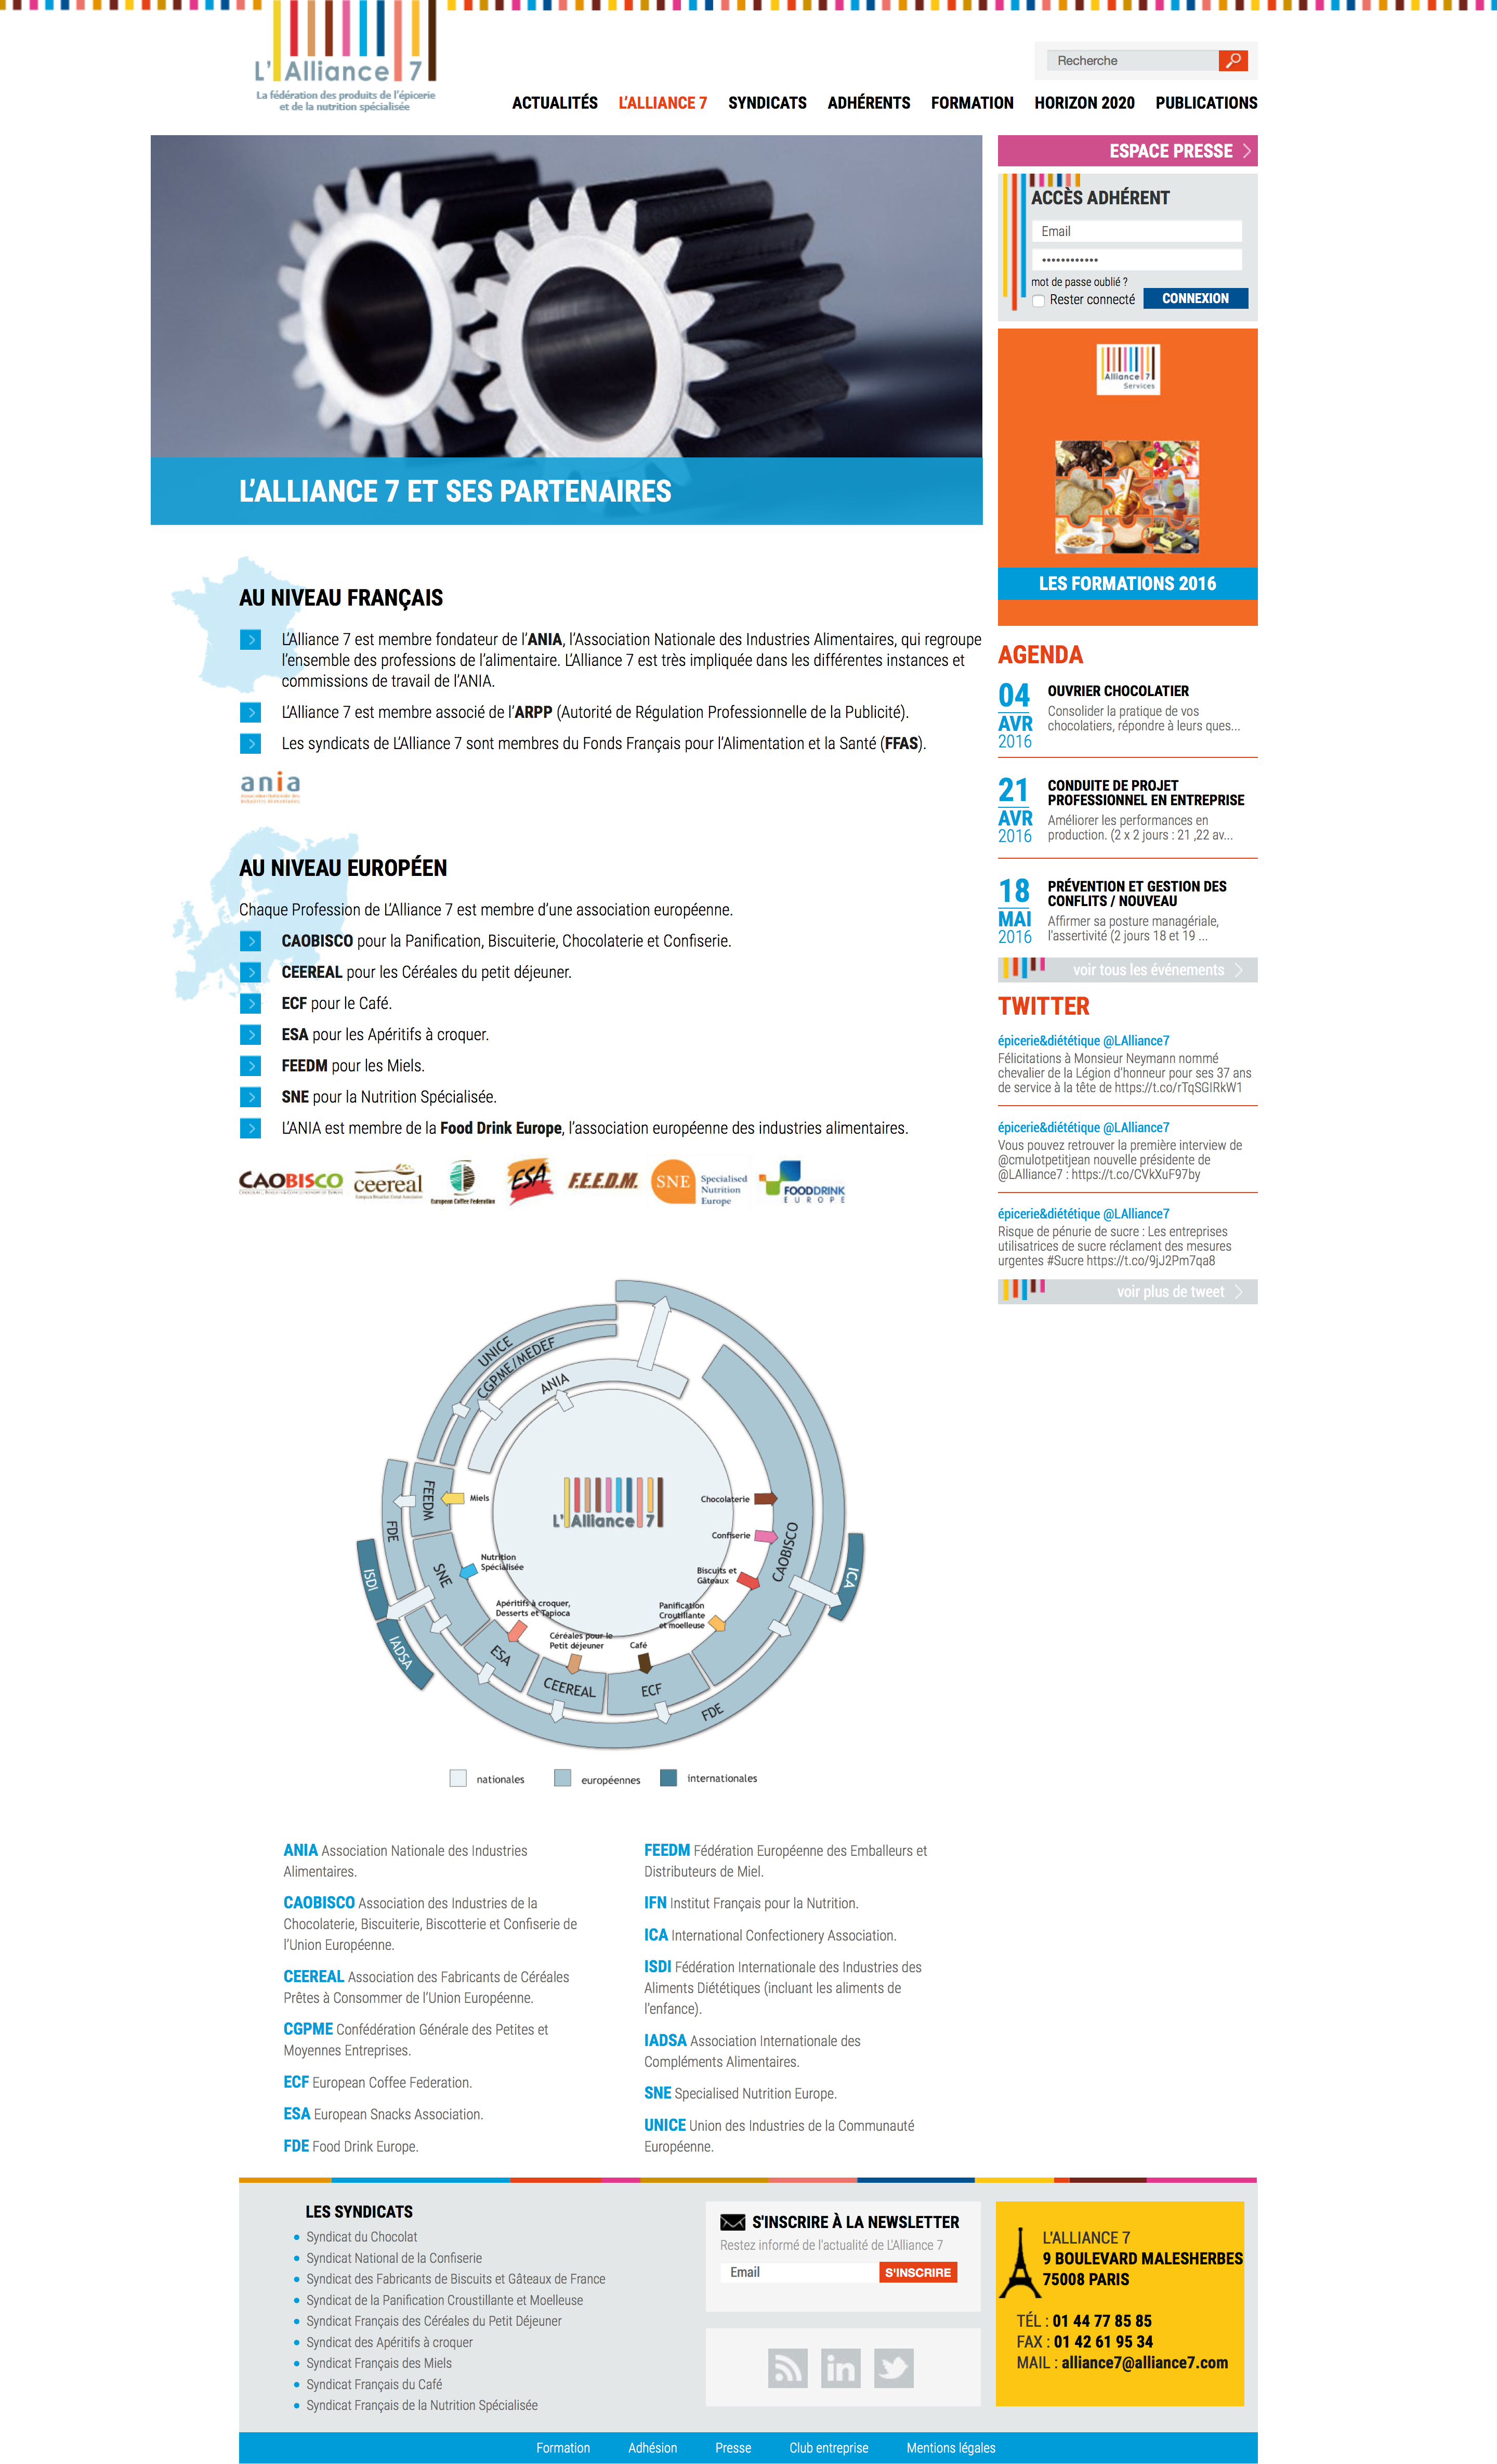 L'Alliance 7
La fédération des produits de l'épicerie
et de la nutrition spécialisée
Recherche
ACTUALITÉS L'ALLIANCE 7 SYNDICATS ADHÉRENTS FORMATION HORIZON 2020 PUBLICATIONS
L'ALLIANCE 7 ET SES PARTENAIRES
AU NIVEAU FRANÇAIS
L'Alliance 7 est membre fondateur de l'ANIA, l'Association Nationale des Industries Alimentaires, qui regroupe
l'ensemble des professions de l'alimentaire. L'Alliance 7 est très impliquée dans les différentes instances et
commissions de travail de l'ANIA.
L'Alliance 7 est membre associé de l'ARPP (Autorité de Régulation Professionnelle de la Publicité).
Les syndicats de L'Alliance 7 sont membres du Fonds Français pour l'Alimentation et la Santé (FFAS).
ania
AU NIVEAU EUROPÉEN
Chaque Profession de L'Alliance 7 est membre d'une association européenne.
CAOBISCO pour la Panification, Biscuiterie, Chocolaterie et Confiserie.
CEEREAL pour les Céréales du petit déjeuner.
ECF pour le Café.
ESA pour les Apéritifs à croquer.
FEEDM pour les Miels.
SNE pour la Nutrition Spécialisée.
L'ANIA est membre de la Food Drink Europe, l'association européenne des industries alimentaires.
CAOBISCO
ceereal
European Coffee Federation
ESA
F.E.E.D.M.
SNE
Specialised
Nutrition
Europe
FOODDRINK
EUROPE
UNICE
CGPME/MEDEF
ANIA
FEEDM
FDE
Miels
L'Alliance 7
Chocolaterie
Confiserie
CAOBISCO
Nutrition
Spécialisée
SNE
ISDI
Biscuits et
Gâteaux
ICA
Apéritifs à croquer,
Desserts et Tapioca
Panification
Croutillante
et moelleuse
IADSA
ESA
Céréales pour le
Petit déjeuner
Café
CEEREAL
ECF
FDE
nationales
européennes
internationales
ANIA Association Nationale des Industries
Alimentaires.
CAOBISCO Association des Industries de la
Chocolaterie, Biscuiterie, Biscotterie et Confiserie de
l'Union Européenne.
CEEREAL Association des Fabricants de Céréales
Prêtes à Consommer de l'Union Européenne.
CGPME Confédération Générale des Petites et
Moyennes Entreprises.
ECF European Coffee Federation.
ESA European Snacks Association.
FDE Food Drink Europe.
FEEDM Fédération Européenne des Emballeurs et
Distributeurs de Miel.
IFN Institut Français pour la Nutrition.
ICA International Confectionery Association.
ISDI Fédération Internationale des Industries des
Aliments Diététiques (incluant les aliments de
l'enfance).
IADSA Association Internationale des
Compléments Alimentaires.
SNE Specialised Nutrition Europe.
UNICE Union des Industries de la Communauté
Européenne.
ESPACE PRESSE
ACCÈS ADHÉRENT
Email
••••••••••••
mot de passe oublié ?
Rester connecté
CONNEXION
Alliance 7
Services
LES FORMATIONS 2016
AGENDA
04
AVR
2016
OUVRIER CHOCOLATIER
Consolider la pratique de vos
chocolatiers, répondre à leurs ques...
21
AVR
2016
CONDUITE DE PROJET
PROFESSIONNEL EN ENTREPRISE
Améliorer les performances en
production. (2 x 2 jours : 21 ,22 av...
18
MAI
2016
PRÉVENTION ET GESTION DES
CONFLITS / NOUVEAU
Affirmer sa posture managériale,
l'assertivité (2 jours 18 et 19 ...
voir tous les événements
TWITTER
épicerie&diététique @LAlliance7
Félicitations à Monsieur Neymann nommé
chevalier de la Légion d'honneur pour ses 37 ans
de service à la tête de https://t.co/rTqSGIRkW1
épicerie&diététique @LAlliance7
Vous pouvez retrouver la première interview de
@cmulotpetitjean nouvelle présidente de
@LAlliance7 : https://t.co/CVkXuF97by
épicerie&diététique @LAlliance7
Risque de pénurie de sucre : Les entreprises
utilisatrices de sucre réclament des mesures
urgentes #Sucre https://t.co/9jJ2Pm7qa8
voir plus de tweet
LES SYNDICATS
Syndicat du Chocolat
Syndicat National de la Confiserie
Syndicat des Fabricants de Biscuits et Gâteaux de France
Syndicat de la Panification Croustillante et Moelleuse
Syndicat Français des Céréales du Petit Déjeuner
Syndicat des Apéritifs à croquer
Syndicat Français des Miels
Syndicat Français du Café
Syndicat Français de la Nutrition Spécialisée
S'INSCRIRE À LA NEWSLETTER
Restez informé de l'actualité de L'Alliance 7
Email
S'INSCRIRE
in
L'ALLIANCE 7
9 BOULEVARD MALESHERBES
75008 PARIS
TÉL : 01 44 77 85 85
FAX : 01 42 61 95 34
MAIL : alliance7@alliance7.com
Formation Adhésion Presse Club entreprise Mentions légales